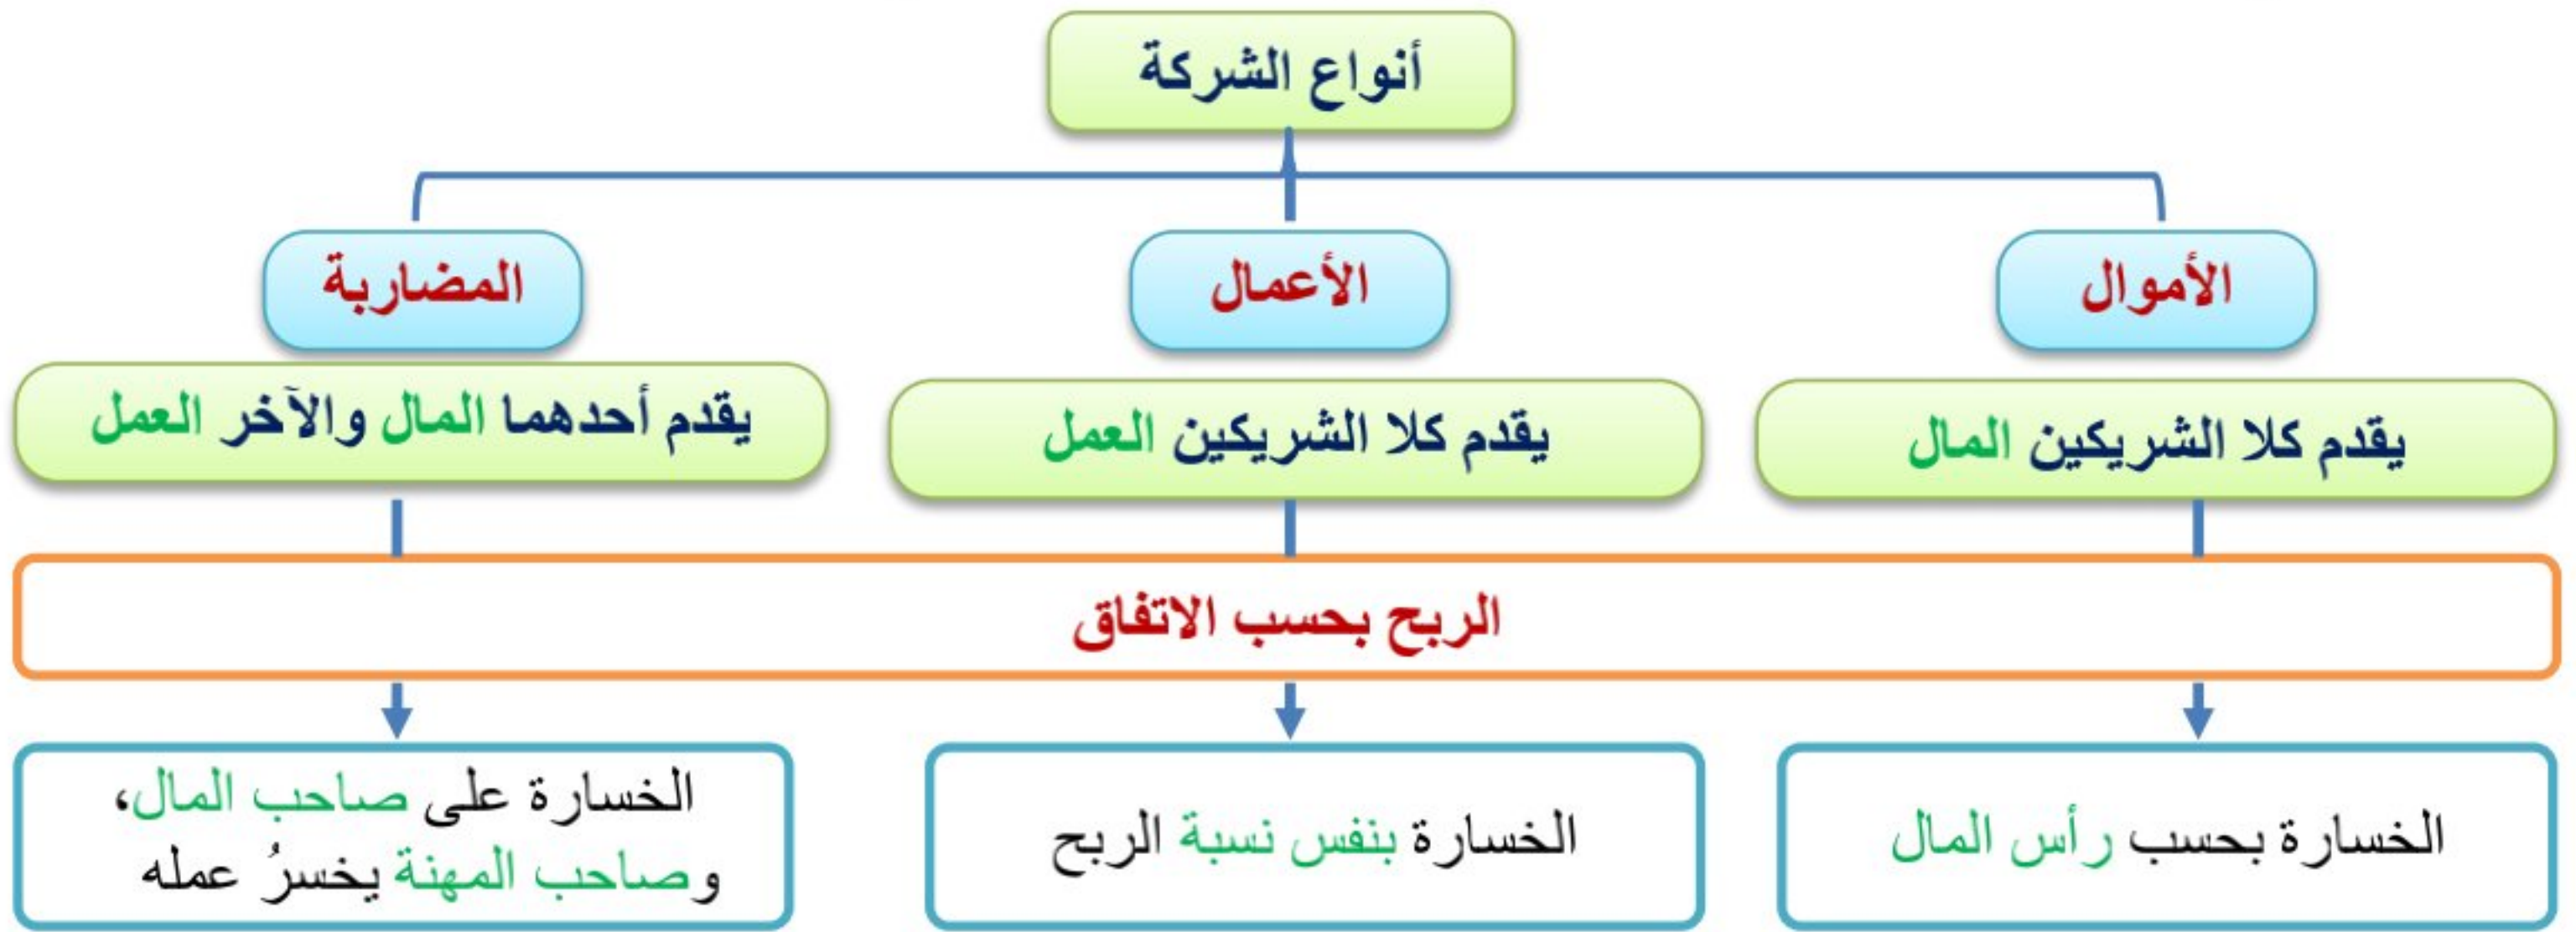 أنواع الشركة
الأموال
الأعمال
المضاربة
يقدم كلا الشريكين المال
يقدم كلا الشريكين العمل
يقدم أحدهما المال والآخر العمل
الربح بحسب الاتفاق
الخسارة بحسب رأس المال
الخسارة بنفس نسبة الربح
الخسارة على صاحب المال،
وصاحب المهنة يخسرُ عمله